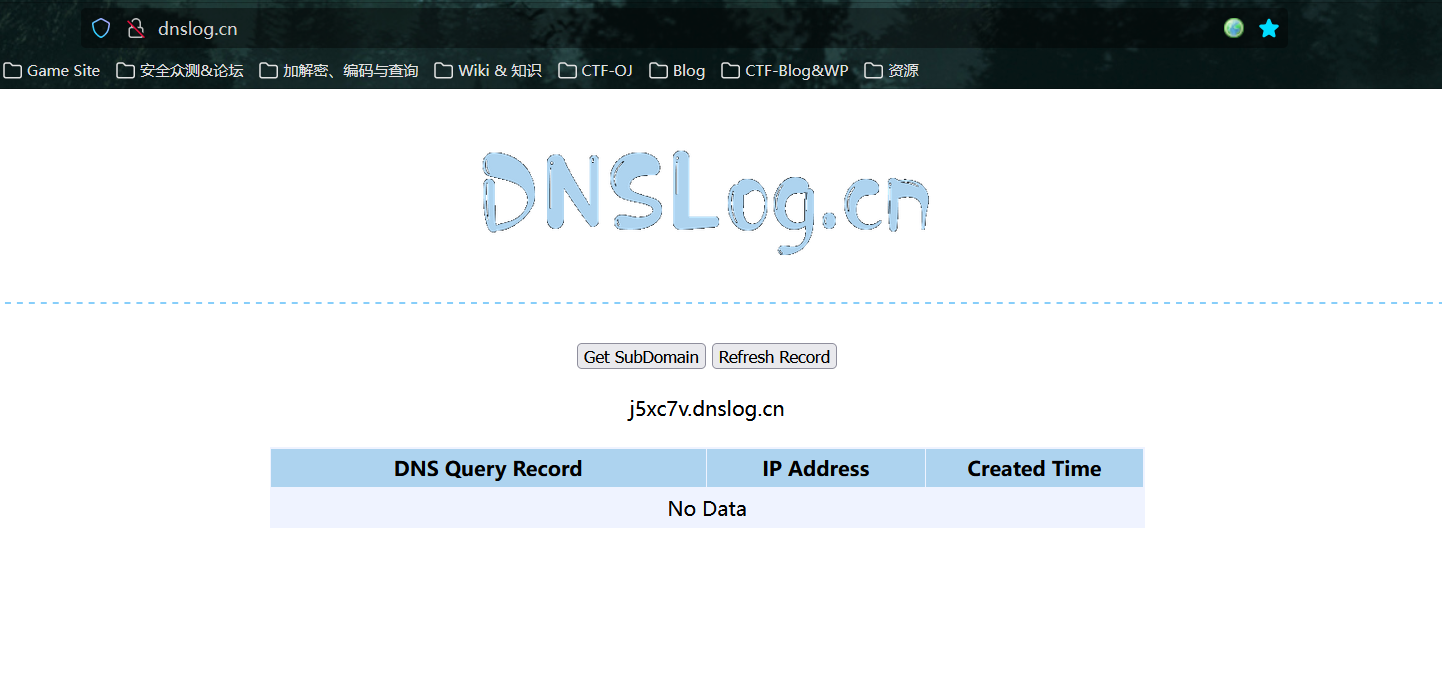 dnslog.cn
Game Site 安全众测&论坛 加解密、编码与查询 Wiki & 知识 CTF-OJ Blog CTF-Blog&WP 资源
DNSLog.cn
Get SubDomain Refresh Record
j5xc7v.dnslog.cn
DNS Query Record IP Address Created Time
No Data